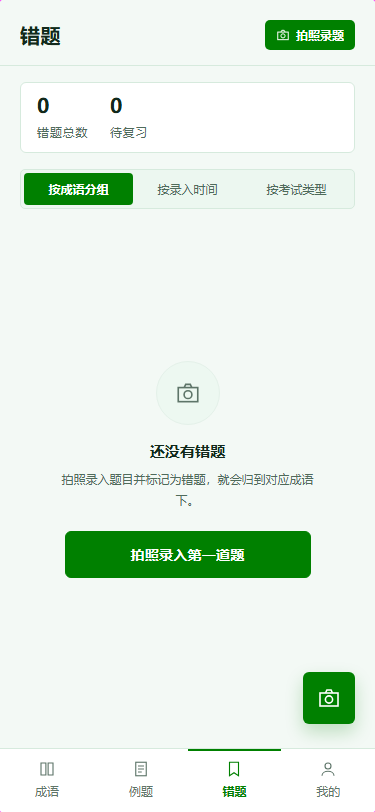 错题
拍照录题
0
0
错题总数
待复习
按成语分组
按录入时间
按考试类型
还没有错题
拍照录入题目并标记为错题，就会归到对应成语
下。
拍照录入第一道题
成语
例题
错题
我的